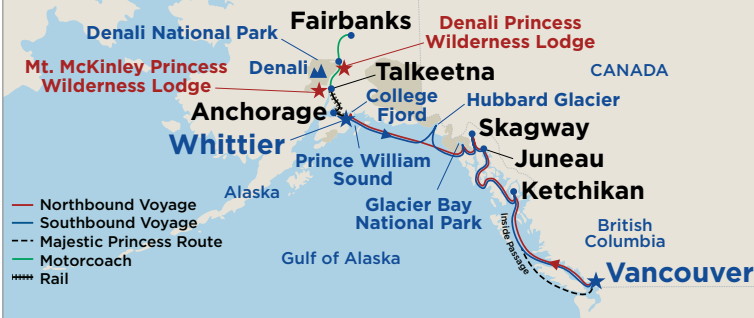 Fairbanks
Denali National Park
Denali Princess
Wilderness Lodge
Mt. McKinley Princess
Wilderness Lodge
Denali
Talkeetna
CANADA
College
Fjord
Hubbard Glacier
Anchorage
Whittier
Skagway
Juneau
Prince William
Sound
Ketchikan
Alaska
Glacier Bay
National Park
Northbound Voyage
Southbound Voyage
Majestic Princess Route
Motorcoach
Rail
Inside Passage
British
Columbia
Gulf of Alaska
Vancouver